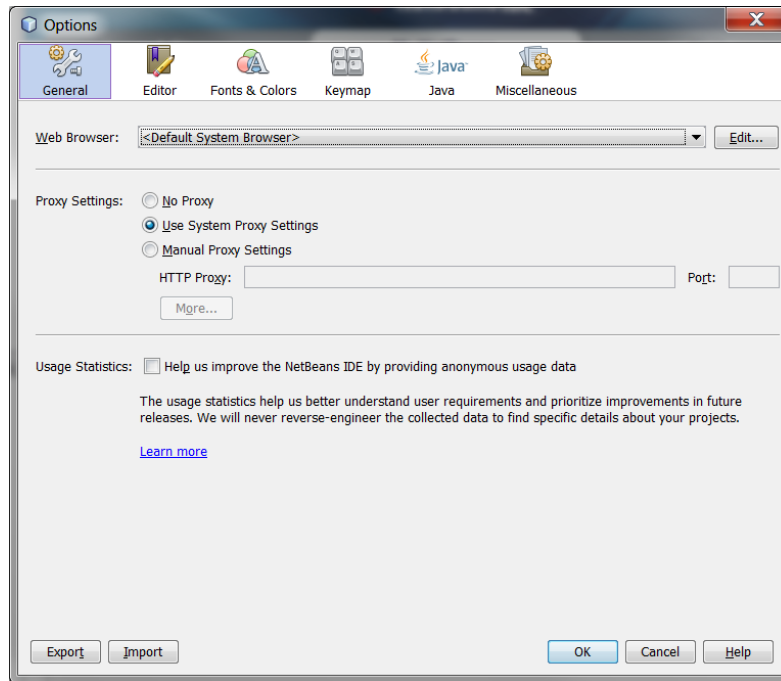 Options
General
Editor
Fonts & Colors
Keymap
Java
Java
Miscellaneous
Web Browser:
<Default System Browser>
Edit...
Proxy Settings:
No Proxy
Use System Proxy Settings
Manual Proxy Settings
HTTP Proxy:
Port:
More...
Usage Statistics:
Help us improve the NetBeans IDE by providing anonymous usage data
The usage statistics help us better understand user requirements and prioritize improvements in future
releases. We will never reverse-engineer the collected data to find specific details about your projects.
Learn more
Export
Import
OK
Cancel
Help